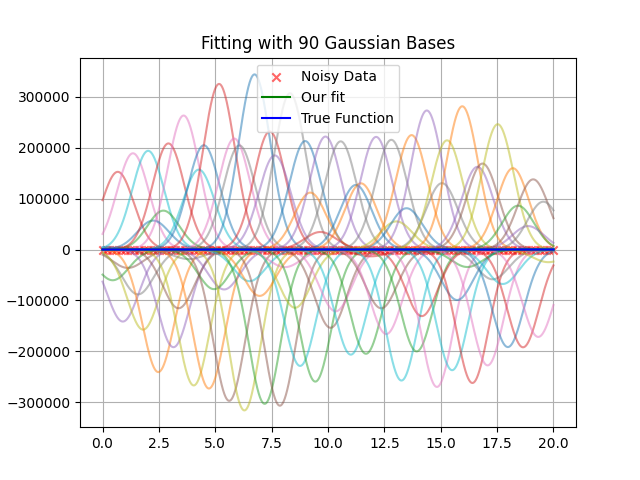 Fitting with 90 Gaussian Bases
Noisy Data
Our fit
True Function
300000
200000
100000
0
−100000
−200000
−300000
0.0 2.5 5.0 7.5 10.0 12.5 15.0 17.5 20.0